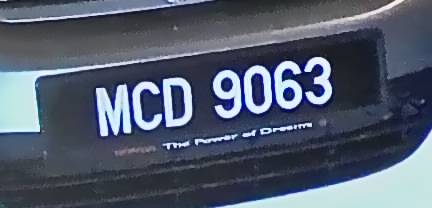 MCD 9063
The Power of Dreams